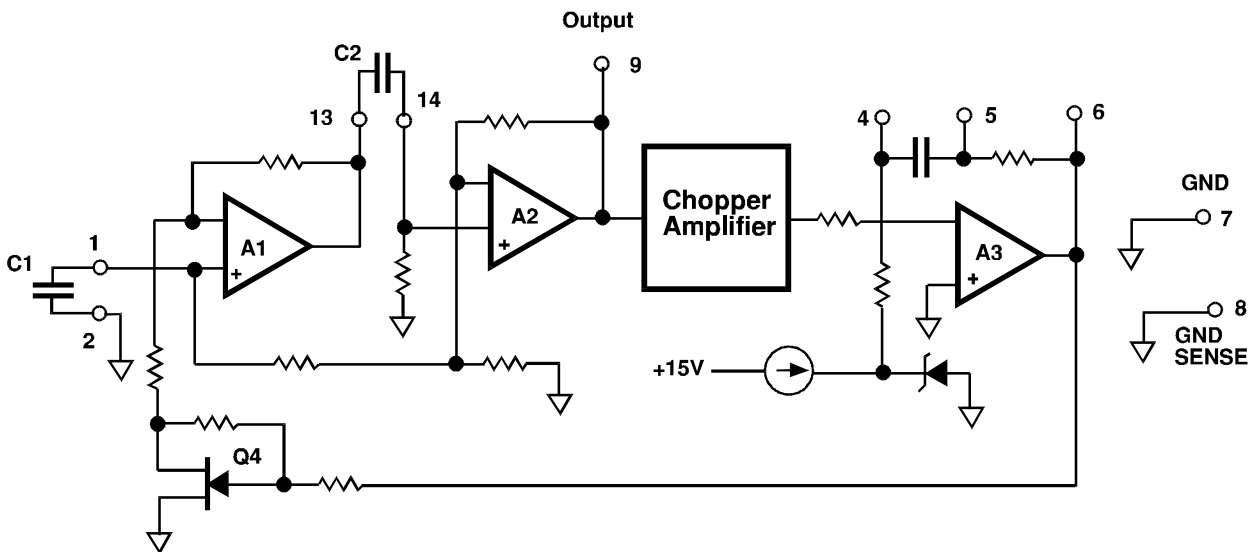 Output
C2
9
13
14
4
5
6
Chopper
Amplifier
GND
7
A1
+
A2
+
A3
+
1
C1
2
8
GND
SENSE
+15V
Q4